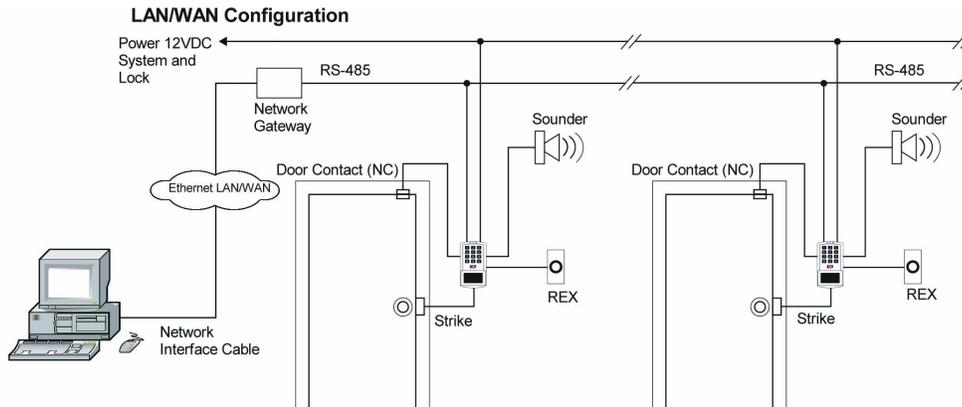 LAN/WAN Configuration
Power 12VDC
System and
Lock
RS-485
RS-485
Network
Gateway
Sounder
Sounder
Door Contact (NC)
Door Contact (NC)
Ethernet LAN/WAN
REX
REX
Strike
Strike
Network
Interface Cable